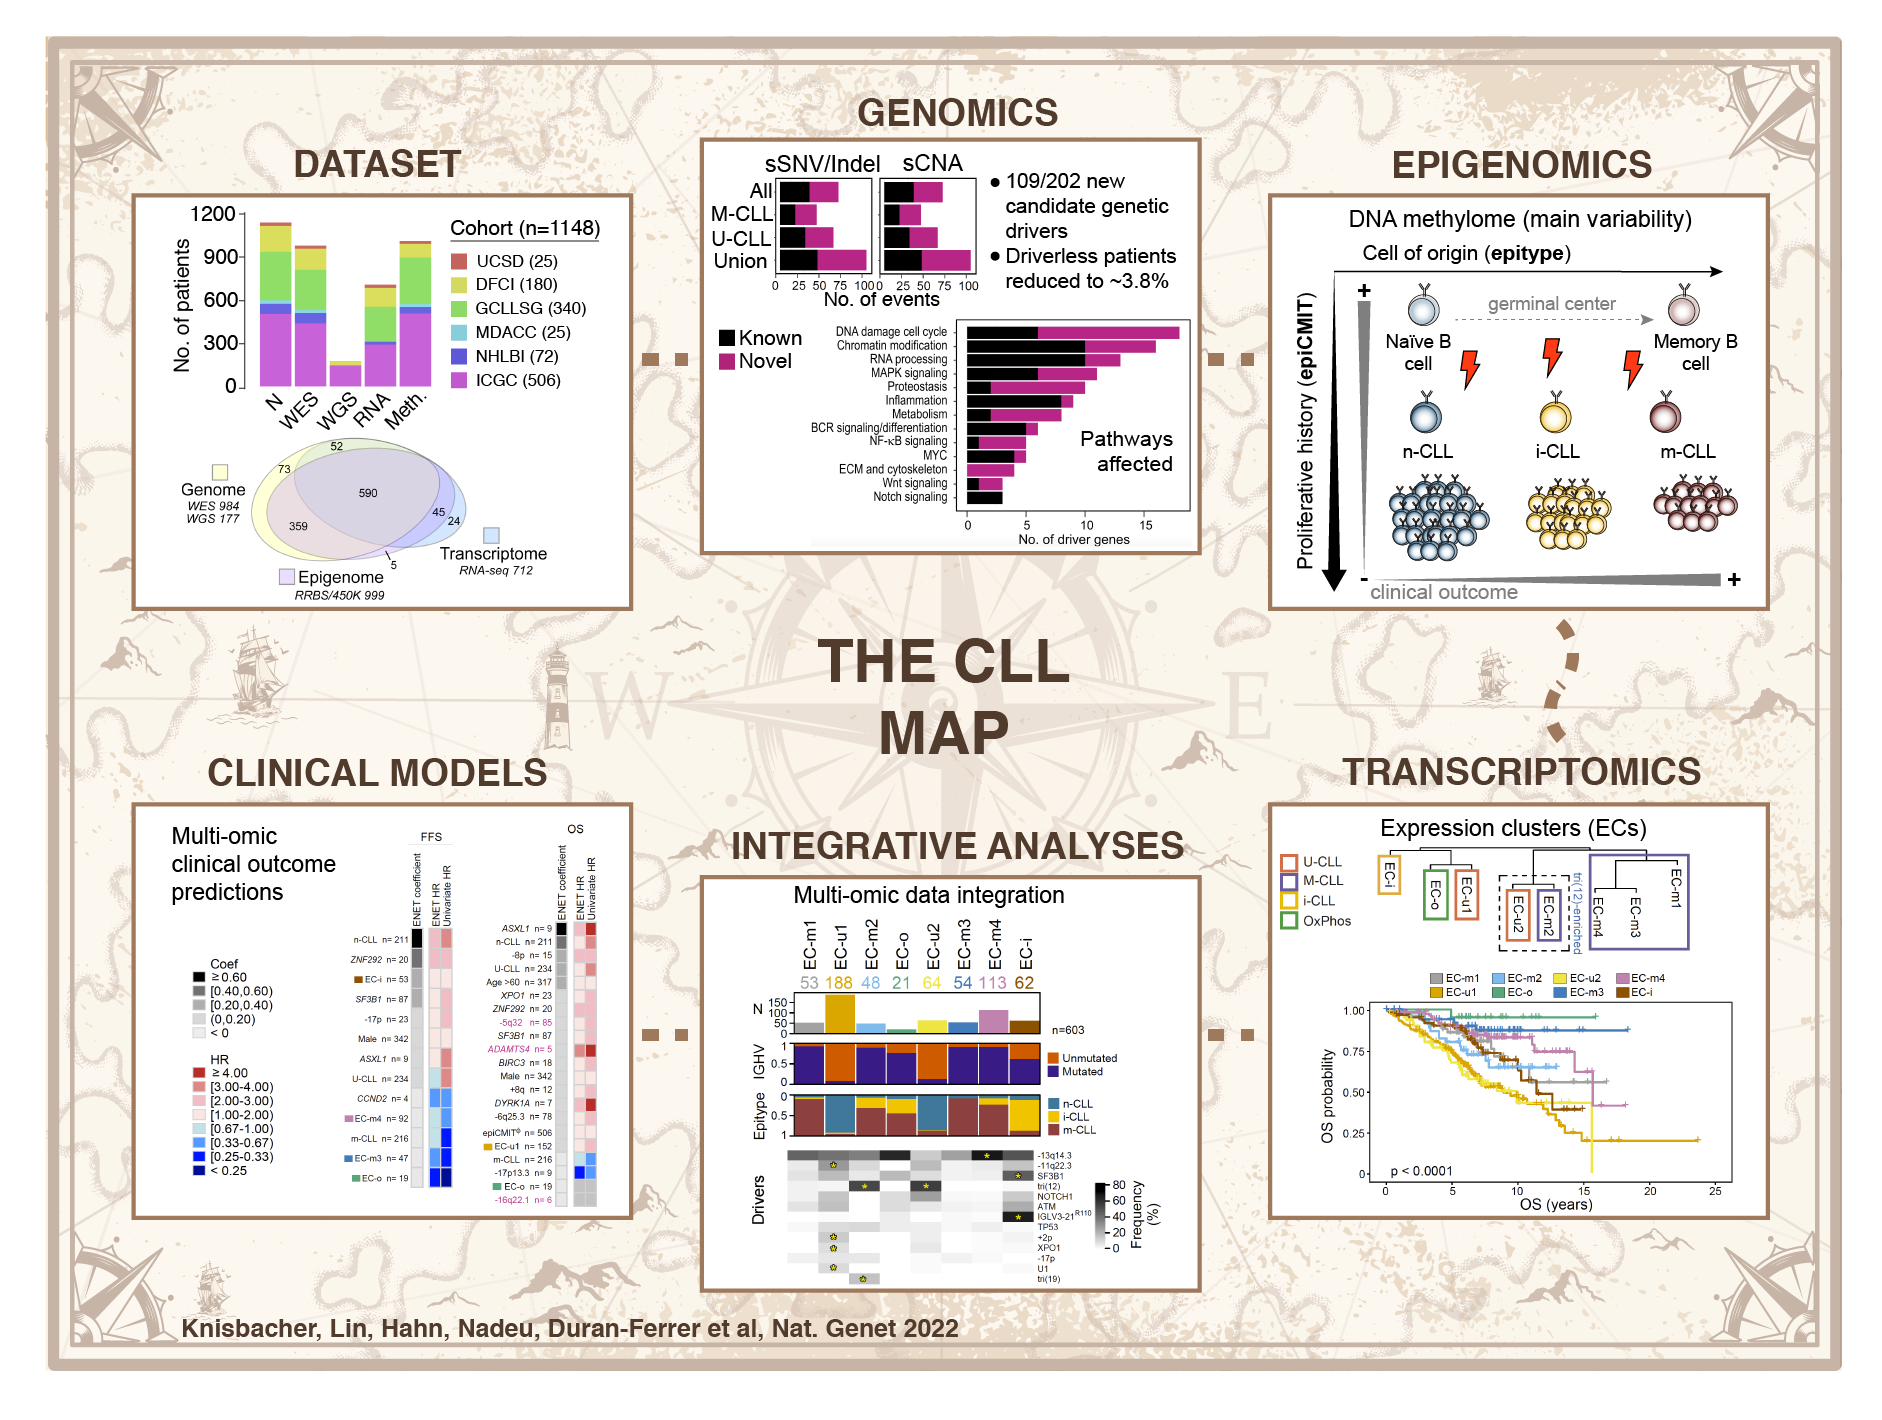 DATASET
1200
900
600
300
0
No. of patients
N
WES
WGS
RNA
Meth.
Cohort (n=1148)
UCSD (25)
DFCI (180)
GCLLSG (340)
MDACC (25)
NHLBI (72)
ICGC (506)
52
73
590
359
45
24
5
Genome
WES 984
WGS 177
Transcriptome
RNA-seq 712
Epigenome
RRBS/450K 999
GENOMICS
sSNV/Indel
sCNA
All
M-CLL
U-CLL
Union
0 25 50 75 100
0 25 50 75 100
No. of events
● 109/202 new
candidate genetic
drivers
● Driverless patients
reduced to ~3.8%
Known
Novel
DNA damage cell cycle
Chromatin modification
RNA processing
MAPK signaling
Proteostasis
Inflammation
Metabolism
BCR signaling/differentiation
NF-κB signaling
MYC
ECM and cytoskeleton
Wnt signaling
Notch signaling
Pathways
affected
0 5 10 15
No. of driver genes
EPIGENOMICS
DNA methylome (main variability)
Cell of origin (epitype)
Proliferative history (epiCMIT)
+
germinal center
Naïve B
cell
Memory B
cell
n-CLL
i-CLL
m-CLL
-
+
clinical outcome
THE CLL
MAP
W
E
CLINICAL MODELS
Multi-omic
clinical outcome
predictions
FFS
ENET coefficient
ENET HR
Univariate HR
n-CLL n= 211
ZNF292 n= 20
EC-i n= 53
SF3B1 n= 87
-17p n= 23
Male n= 342
ASXL1 n= 9
U-CLL n= 234
CCND2 n= 4
EC-m4 n= 92
m-CLL n= 216
EC-m3 n= 47
EC-o n= 19
Coef
≥0.60
[0.40,0.60)
[0.20,0.40)
(0,0.20)
< 0
HR
≥ 4.00
[3.00-4.00)
[2.00-3.00)
[1.00-2.00)
[0.67-1.00)
[0.33-0.67)
[0.25-0.33)
< 0.25
OS
ENET coefficient
ENET HR
Univariate HR
ASXL1 n= 9
n-CLL n= 211
-8p n= 15
U-CLL n= 234
Age >60 n= 317
XPO1 n= 23
ZNF292 n= 20
-5q32 n= 85
SF3B1 n= 87
ADAMTS4 n= 5
BIRC3 n= 18
Male n= 342
+8q n= 12
DYRK1A n= 7
-6q25.3 n= 78
epiCMIT n= 506
EC-u1 n= 152
m-CLL n= 216
-17p13.3 n= 9
EC-o n= 19
-16q22.1 n= 6
INTEGRATIVE ANALYSES
Multi-omic data integration
EC-m1
EC-u1
EC-m2
EC-o
EC-u2
EC-m3
EC-m4
EC-i
53 188 48 21 64 54 113 62
N
150
100
50
0
n=603
IGHV
1
0.5
0
Unmutated
Mutated
Epitype
0
0.5
1
n-CLL
i-CLL
m-CLL
Drivers
-13q14.3
-11q22.3
SF3B1
tri(12)
NOTCH1
ATM
IGLV3-21R110
TP53
+2p
XPO1
-17p
U1
tri(19)
80
60
40
20
0
Frequency
(%)
TRANSCRIPTOMICS
Expression clusters (ECs)
U-CLL
M-CLL
i-CLL
OxPhos
EC-i
EC-o
EC-u1
EC-u2
EC-m2
tri(12)-enriched
EC-m4
EC-m3
EC-m1
EC-m1 EC-m2 EC-u2 EC-m4
EC-u1 EC-o EC-m3 EC-i
OS probability
1.00
0.75
0.50
0.25
0
p < 0.0001
0 5 10 15 20 25
OS (years)
Knisbacher, Lin, Hahn, Nadeu, Duran-Ferrer et al, Nat. Genet 2022